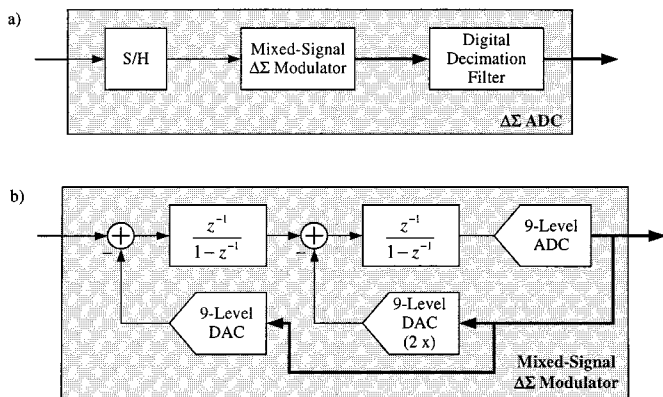 a)
S/H
Mixed-Signal
ΔΣ Modulator
Digital
Decimation
Filter
ΔΣ ADC
b)
z⁻¹
1 − z⁻¹
z⁻¹
1 − z⁻¹
9-Level
ADC
9-Level
DAC
9-Level
DAC
(2 x)
Mixed-Signal
ΔΣ Modulator